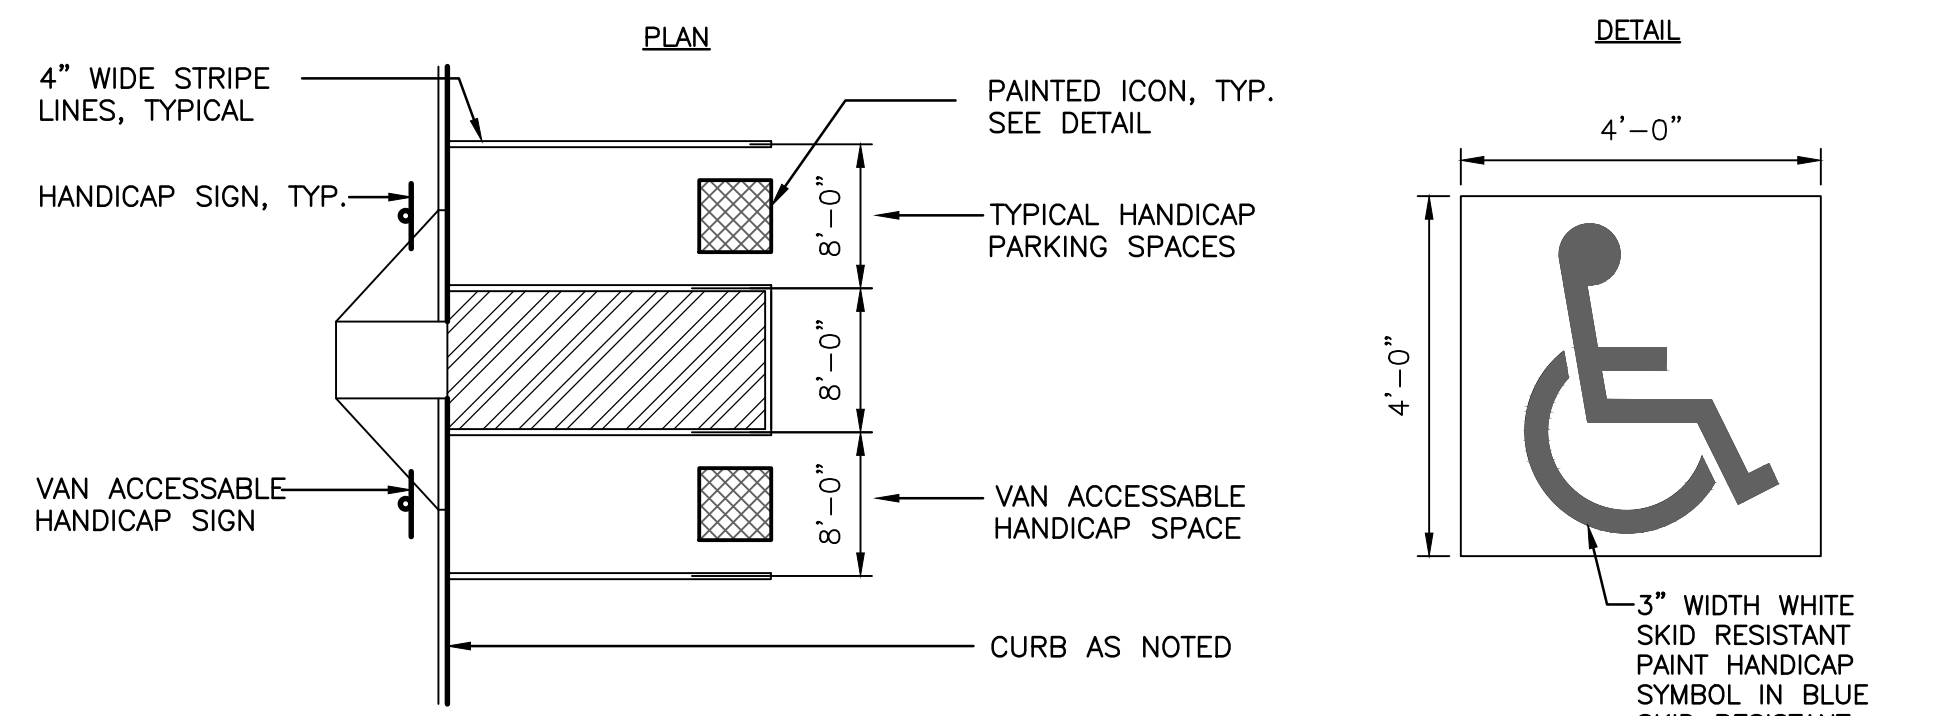 PLAN
4” WIDE STRIPE
LINES, TYPICAL
HANDICAP SIGN, TYP.
VAN ACCESSABLE
HANDICAP SIGN
PAINTED ICON, TYP.
SEE DETAIL
8'-0”
TYPICAL HANDICAP
PARKING SPACES
8'-0”
8'-0”
VAN ACCESSABLE
HANDICAP SPACE
CURB AS NOTED
DETAIL
4'-0”
4'-0”
3” WIDTH WHITE
SKID RESISTANT
PAINT HANDICAP
SYMBOL IN BLUE
SKID RESISTANT